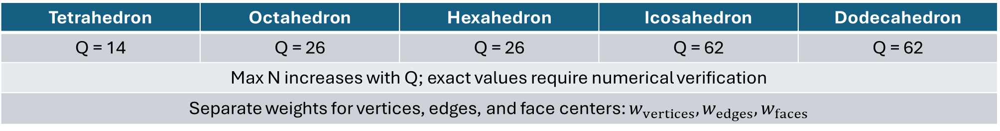 Tetrahedron Octahedron Hexahedron Icosahedron Dodecahedron
Q = 14 Q = 26 Q = 26 Q = 62 Q = 62
Max N increases with Q; exact values require numerical verification
Separate weights for vertices, edges, and face centers: w_vertices, w_edges, w_faces